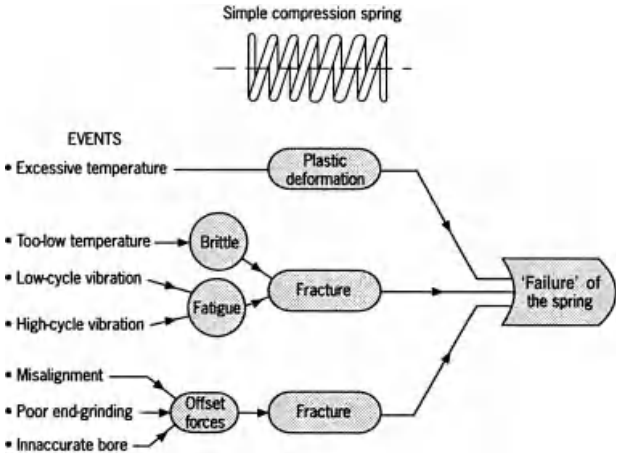 Simple compression spring
EVENTS
• Excessive temperature
Plastic
deformation
• Too-low temperature
Brittle
• Low-cycle vibration
Fatigue
• High-cycle vibration
Fracture
'Failure' of
the spring
• Misalignment
• Poor end-grinding
• Innaccurate bore
Offset
forces
Fracture